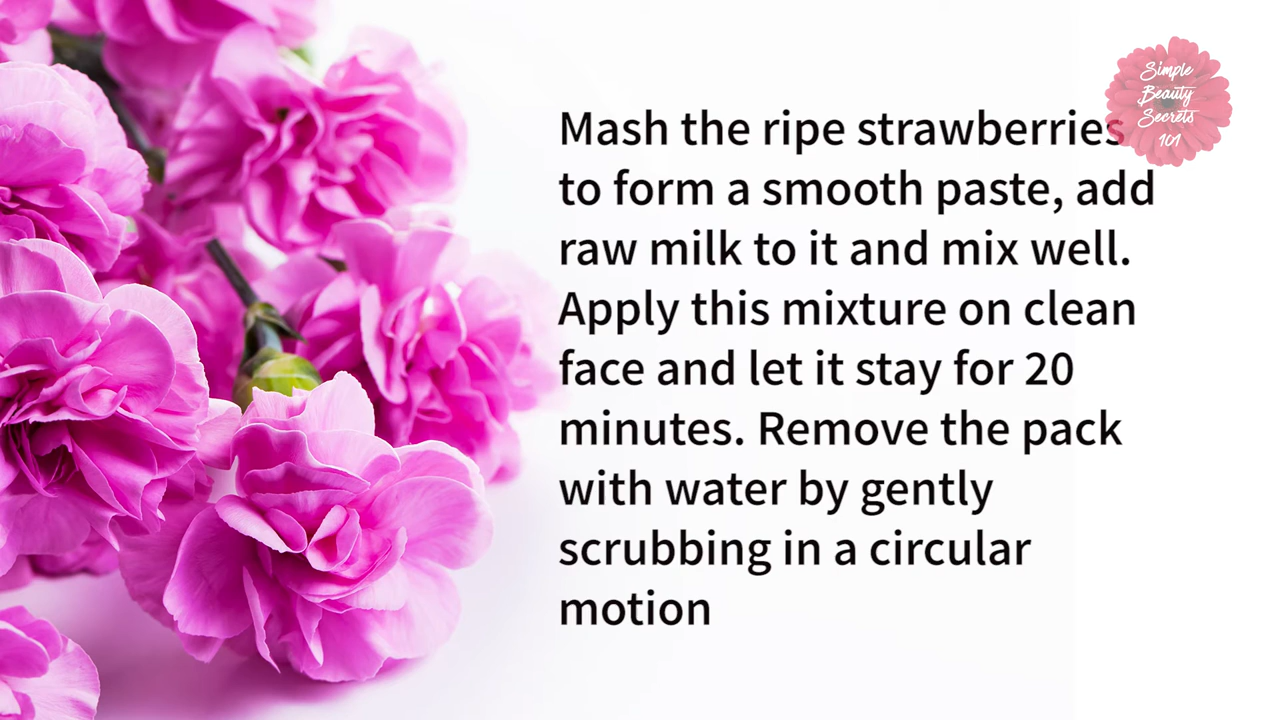 Simple
Beauty
Secrets
101
Mash the ripe strawberries
to form a smooth paste, add
raw milk to it and mix well.
Apply this mixture on clean
face and let it stay for 20
minutes. Remove the pack
with water by gently
scrubbing in a circular
motion